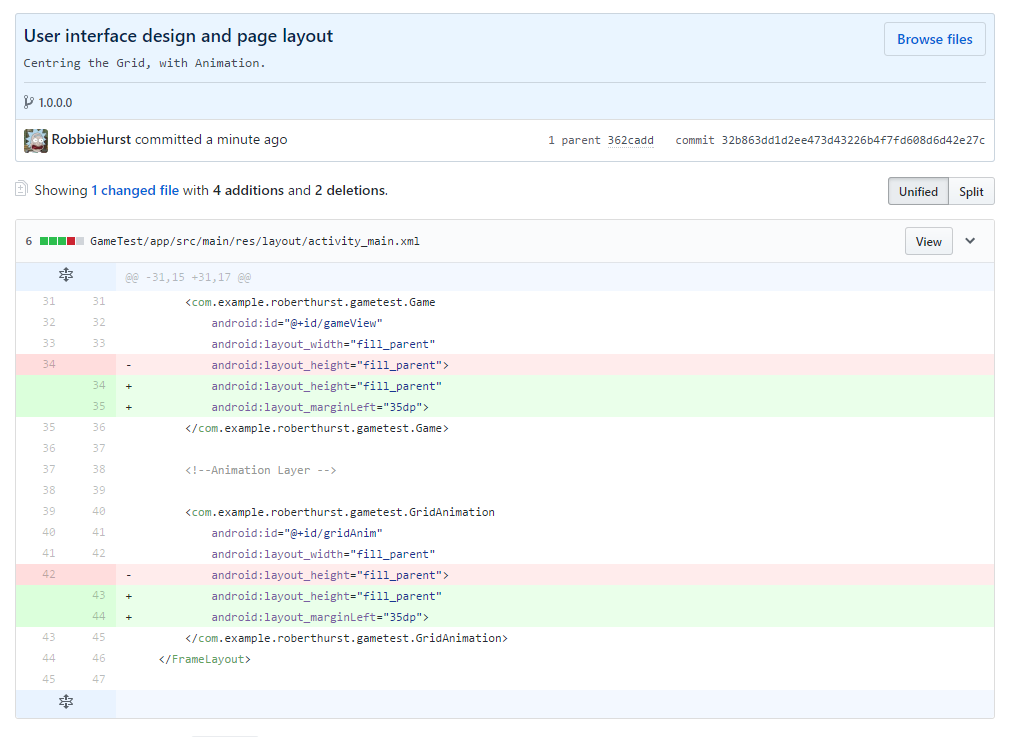 User interface design and page layout
Browse files
Centring the Grid, with Animation.
1.0.0.0
RobbieHurst committed a minute ago
1 parent 362cadd commit 32b863dd1d2ee473d43226b4f7fd608d6d42e27c
Showing 1 changed file with 4 additions and 2 deletions.
Unified Split
6 GameTest/app/src/main/res/layout/activity_main.xml
View
@@ -31,15 +31,17 @@
31 31 <com.example.roberthurst.gametest.Game
32 32 android:id="@+id/gameView"
33 33 android:layout_width="fill_parent"
34 - android:layout_height="fill_parent">
34 + android:layout_height="fill_parent"
35 + android:layout_marginLeft="35dp">
35 36 </com.example.roberthurst.gametest.Game>
36 37
37 38 <!--Animation Layer -->
38 39
39 40 <com.example.roberthurst.gametest.GridAnimation
40 41 android:id="@+id/gridAnim"
41 42 android:layout_width="fill_parent"
42 - android:layout_height="fill_parent">
43 + android:layout_height="fill_parent"
44 + android:layout_marginLeft="35dp">
43 45 </com.example.roberthurst.gametest.GridAnimation>
44 46 </FrameLayout>
45 47